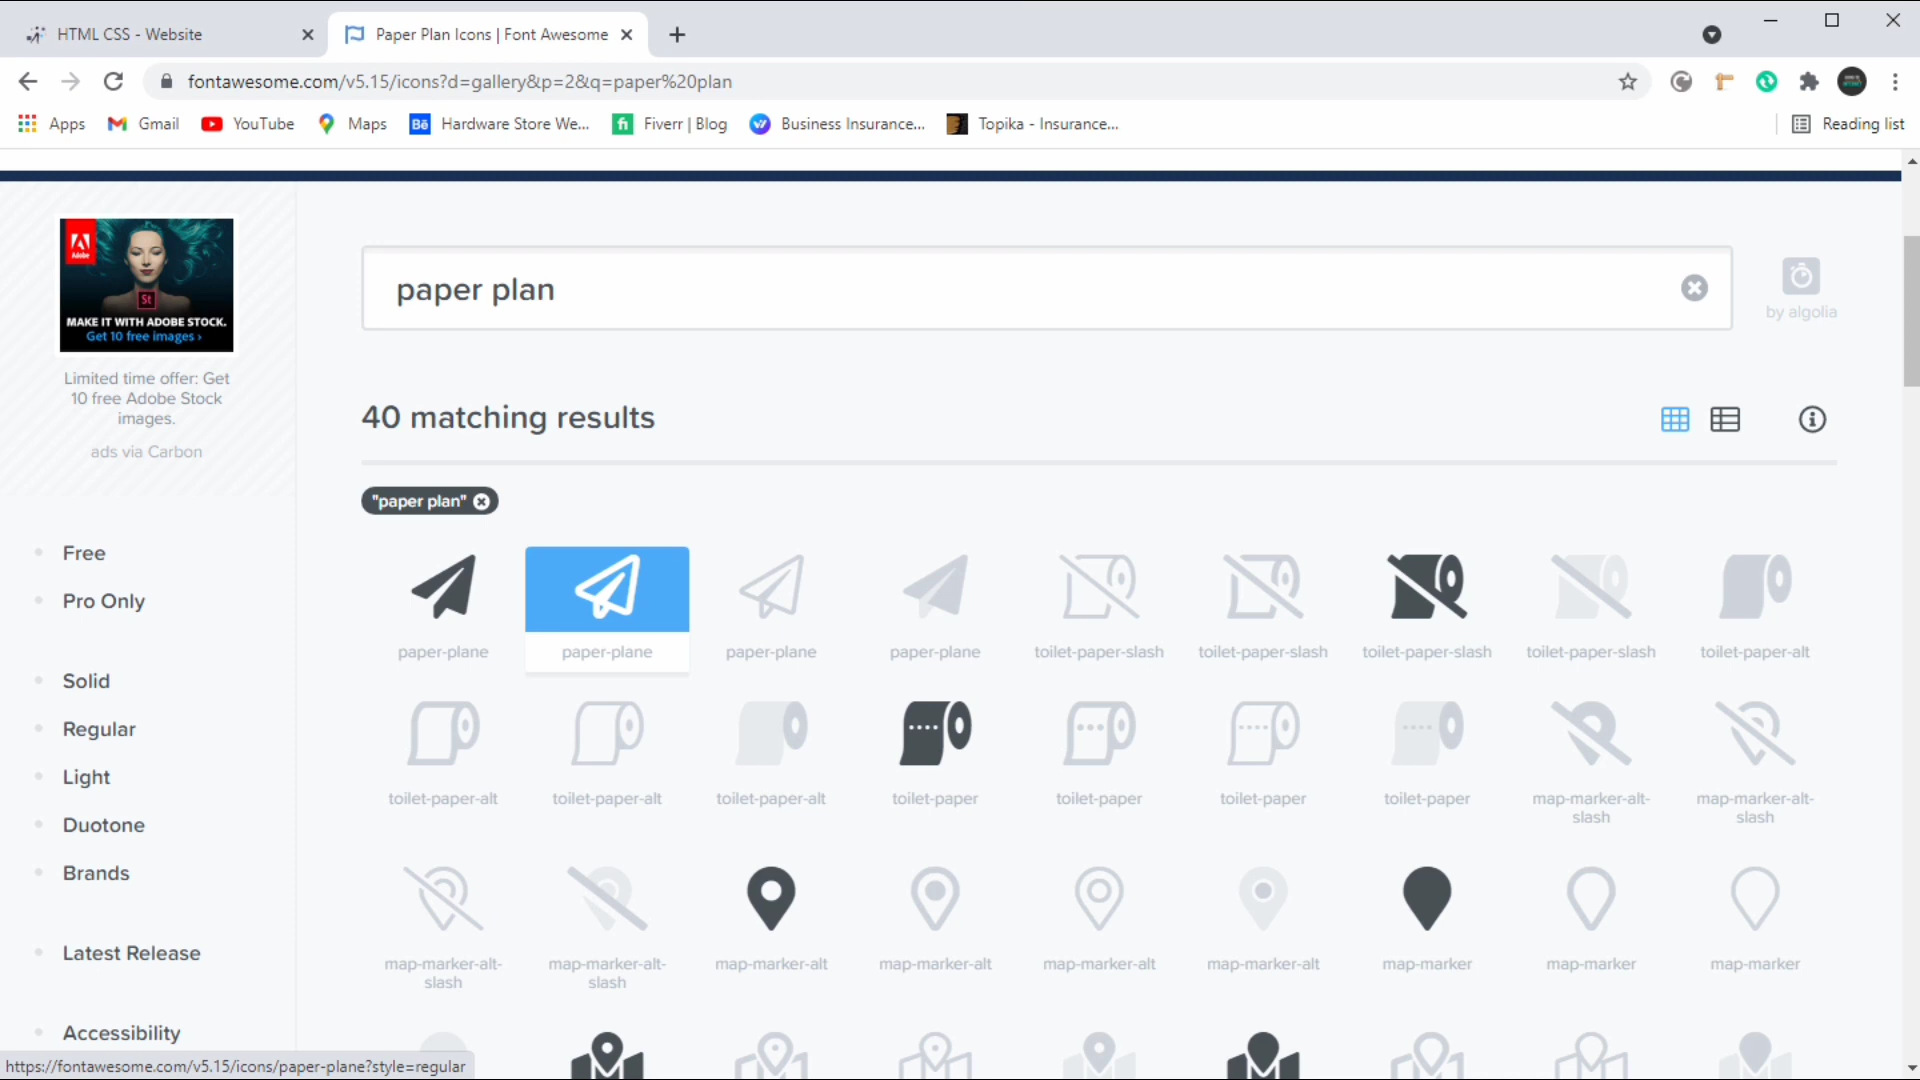 HTML CSS - Website
Paper Plan Icons | Font Awesome
fontawesome.com/v5.15/icons?d=gallery&p=2&q=paper%20plan
Apps
Gmail
YouTube
Maps
Bē
Hardware Store We...
fi
Fiverr | Blog
Business Insurance...
Topika - Insurance...
Reading list
Adobe
St
MAKE IT WITH ADOBE STOCK.
Get 10 free images ›
Limited time offer: Get
10 free Adobe Stock
images.
ads via Carbon
paper plan
by algolia
40 matching results
"paper plan"
Free
Pro Only
Solid
Regular
Light
Duotone
Brands
Latest Release
Accessibility
paper-plane
paper-plane
paper-plane
paper-plane
toilet-paper-slash
toilet-paper-slash
toilet-paper-slash
toilet-paper-slash
toilet-paper-alt
toilet-paper-alt
toilet-paper-alt
toilet-paper-alt
toilet-paper
toilet-paper
toilet-paper
toilet-paper
map-marker-alt-
slash
map-marker-alt-
slash
map-marker-alt-
slash
map-marker-alt-
slash
map-marker-alt
map-marker-alt
map-marker-alt
map-marker-alt
map-marker
map-marker
map-marker
https://fontawesome.com/v5.15/icons/paper-plane?style=regular